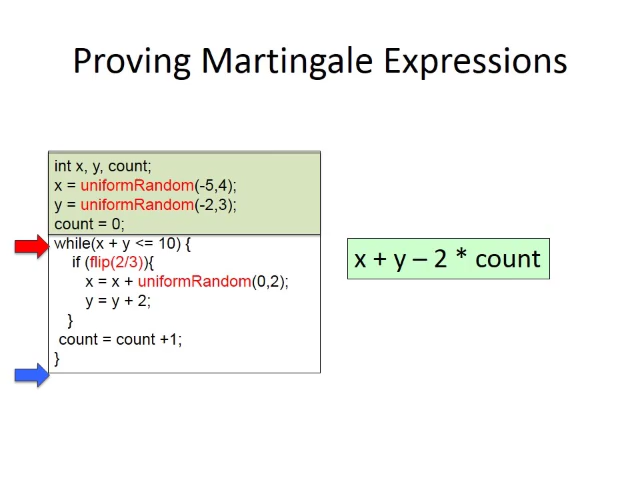 Proving Martingale Expressions
int x, y, count;
x = uniformRandom(-5,4);
y = uniformRandom(-2,3);
count = 0;
while(x + y <= 10) {
if (flip(2/3)){
x = x + uniformRandom(0,2);
y = y + 2;
}
count = count +1;
}
x + y – 2 * count